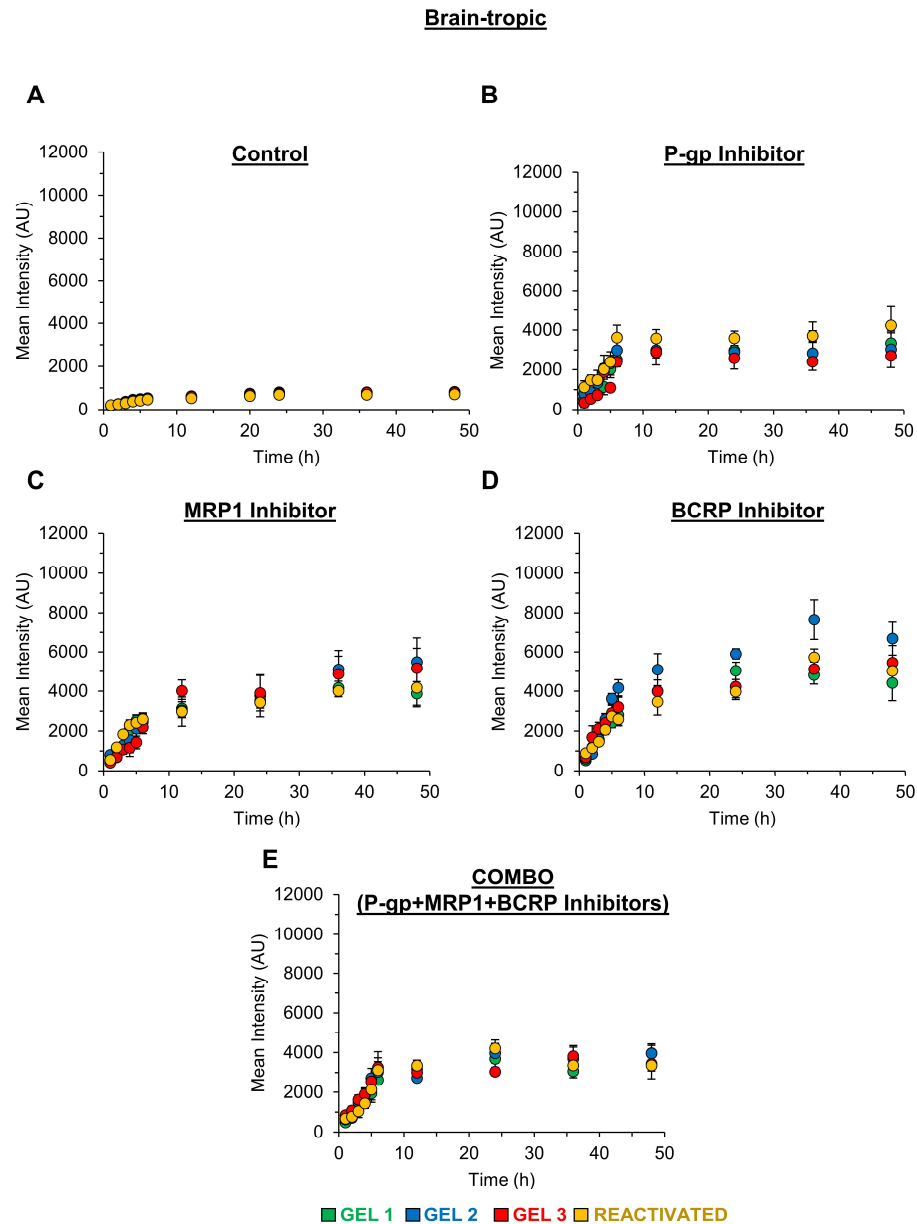 Brain-tropic
A
B
Control
P-gp Inhibitor
12000
10000
8000
6000
4000
2000
0
Mean Intensity (AU)
0 10 20 30 40 50
Time (h)
12000
10000
8000
6000
4000
2000
0
Mean Intensity (AU)
0 10 20 30 40 50
Time (h)
C
D
MRP1 Inhibitor
BCRP Inhibitor
12000
10000
8000
6000
4000
2000
0
Mean Intensity (AU)
0 10 20 30 40 50
Time (h)
12000
10000
8000
6000
4000
2000
0
Mean Intensity (AU)
0 10 20 30 40 50
Time (h)
E
COMBO
(P-gp+MRP1+BCRP Inhibitors)
12000
10000
8000
6000
4000
2000
0
Mean Intensity (AU)
0 10 20 30 40 50
Time (h)
GEL 1 GEL 2 GEL 3 REACTIVATED